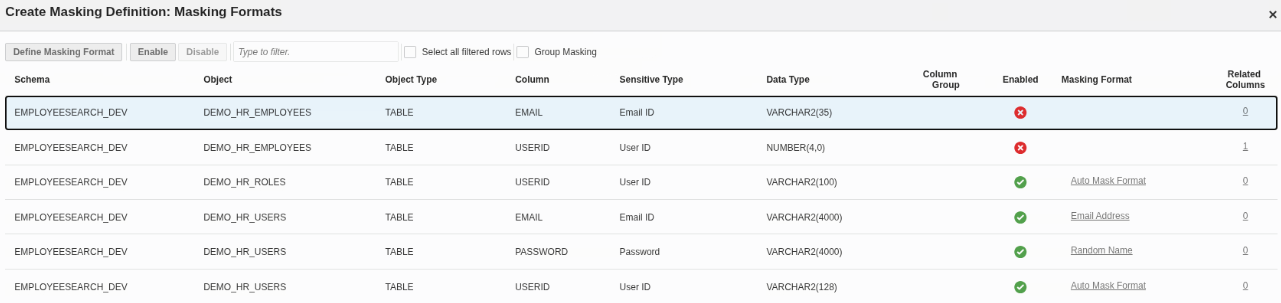 Create Masking Definition: Masking Formats
Define Masking Format Enable Disable Type to filter. Select all filtered rows Group Masking
Schema Object Object Type Column Sensitive Type Data Type Column Group Enabled Masking Format Related Columns
EMPLOYEESEARCH_DEV DEMO_HR_EMPLOYEES TABLE EMAIL Email ID VARCHAR2(35) 0
EMPLOYEESEARCH_DEV DEMO_HR_EMPLOYEES TABLE USERID User ID NUMBER(4,0) 1
EMPLOYEESEARCH_DEV DEMO_HR_ROLES TABLE USERID User ID VARCHAR2(100) Auto Mask Format 0
EMPLOYEESEARCH_DEV DEMO_HR_USERS TABLE EMAIL Email ID VARCHAR2(4000) Email Address 0
EMPLOYEESEARCH_DEV DEMO_HR_USERS TABLE PASSWORD Password VARCHAR2(4000) Random Name 0
EMPLOYEESEARCH_DEV DEMO_HR_USERS TABLE USERID User ID VARCHAR2(128) Auto Mask Format 0